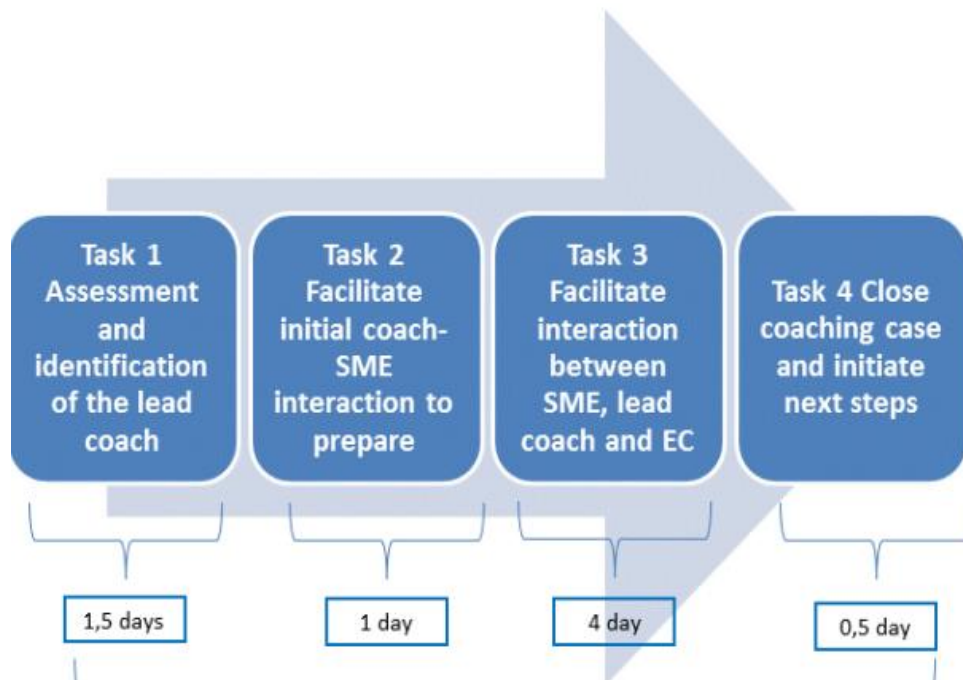 Task 1
Assessment
and
identification
of the lead
coach
Task 2
Facilitate
initial coach-
SME
interaction to
prepare
Task 3
Facilitate
interaction
between
SME, lead
coach and EC
Task 4 Close
coaching case
and initiate
next steps
1,5 days
1 day
4 day
0,5 day